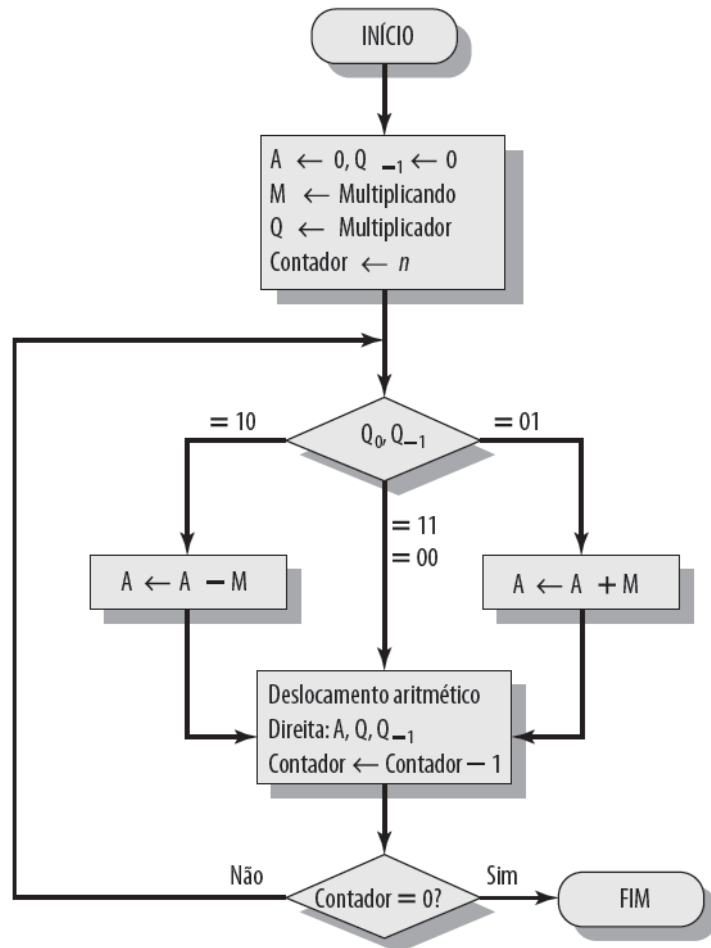 INÍCIO
A ← 0, Q₋₁ ← 0
M ← Multiplicando
Q ← Multiplicador
Contador ← n
= 10
Q₀, Q₋₁
= 01
= 11
= 00
A ← A − M
A ← A + M
Deslocamento aritmético
Direita: A, Q, Q₋₁
Contador ← Contador − 1
Não
Contador = 0?
Sim
FIM